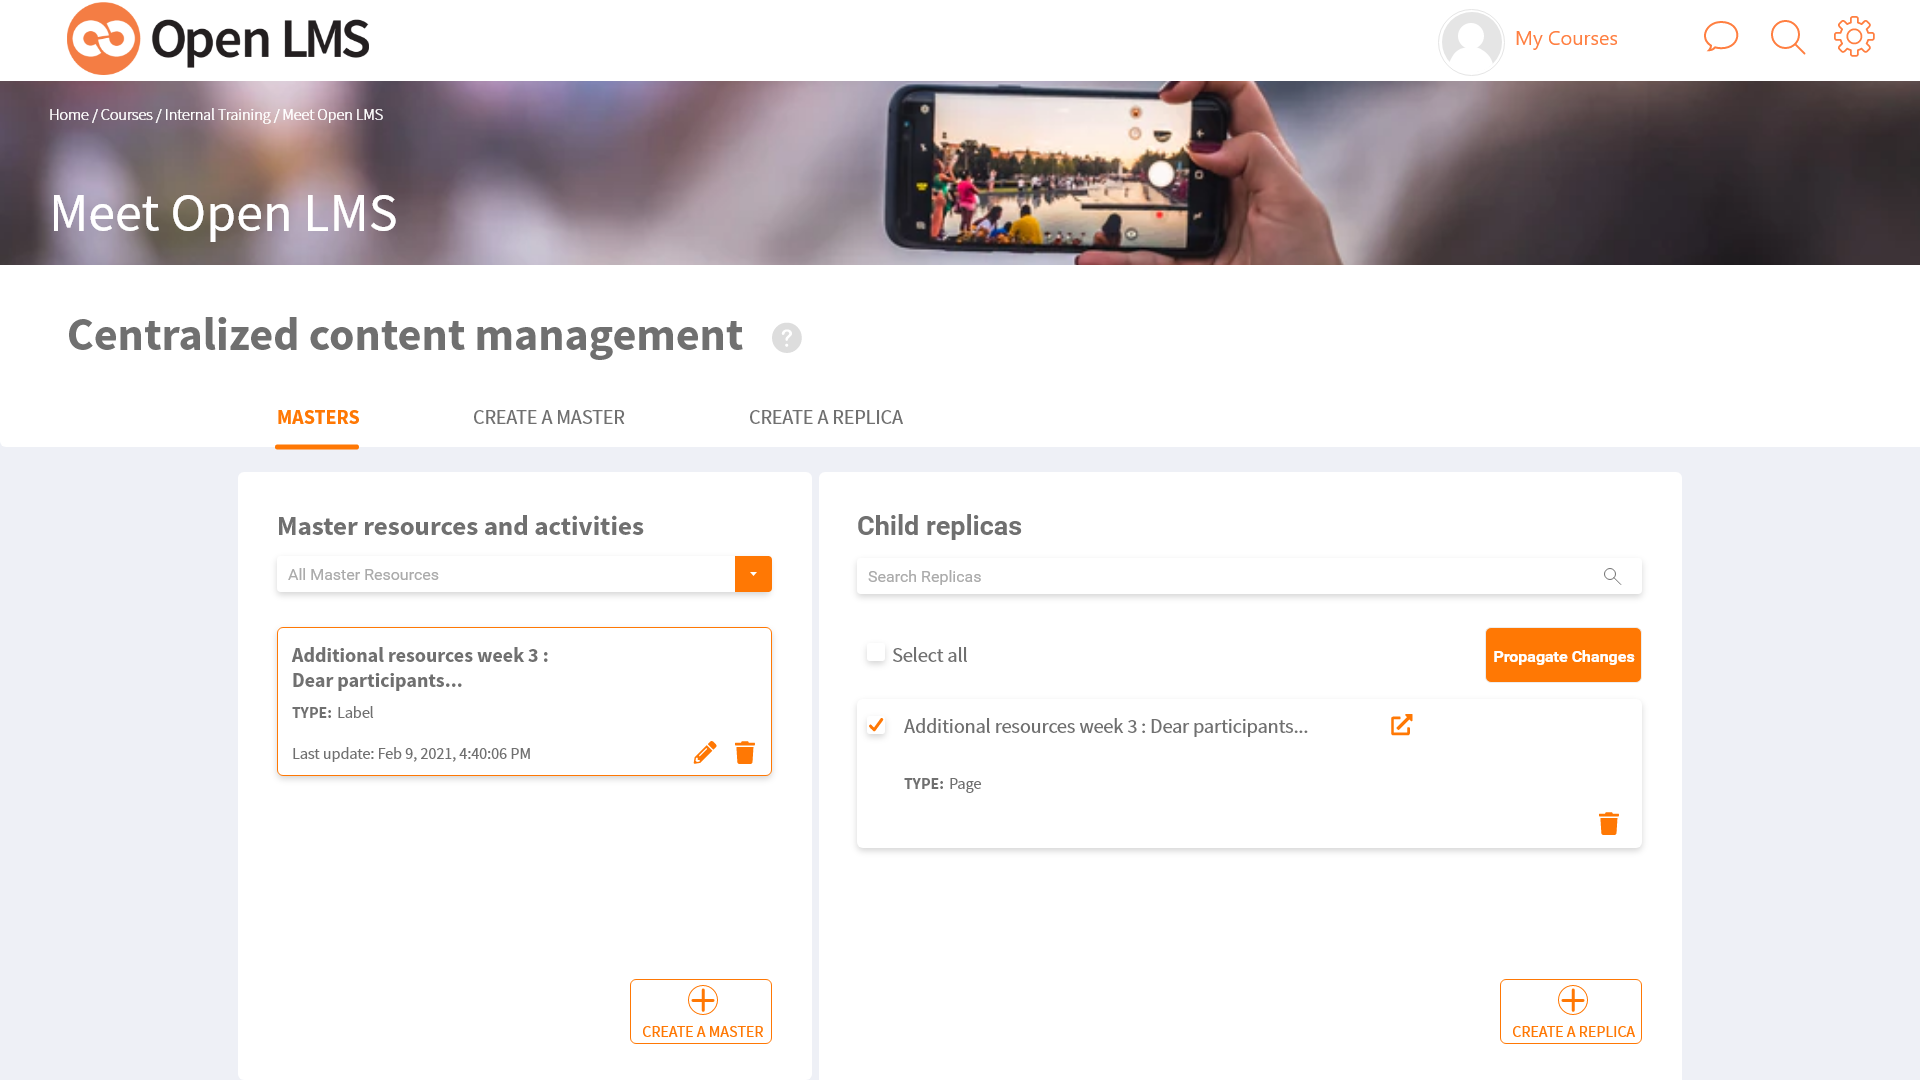 Open LMS
My Courses
Home / Courses / Internal Training / Meet Open LMS
Meet Open LMS
Centralized content management ?
MASTERS
CREATE A MASTER
CREATE A REPLICA
Master resources and activities
All Master Resources
Additional resources week 3 :
Dear participants...
TYPE: Label
Last update: Feb 9, 2021, 4:40:06 PM
CREATE A MASTER
Child replicas
Search Replicas
Select all
Propagate Changes
Additional resources week 3 : Dear participants...
TYPE: Page
CREATE A REPLICA